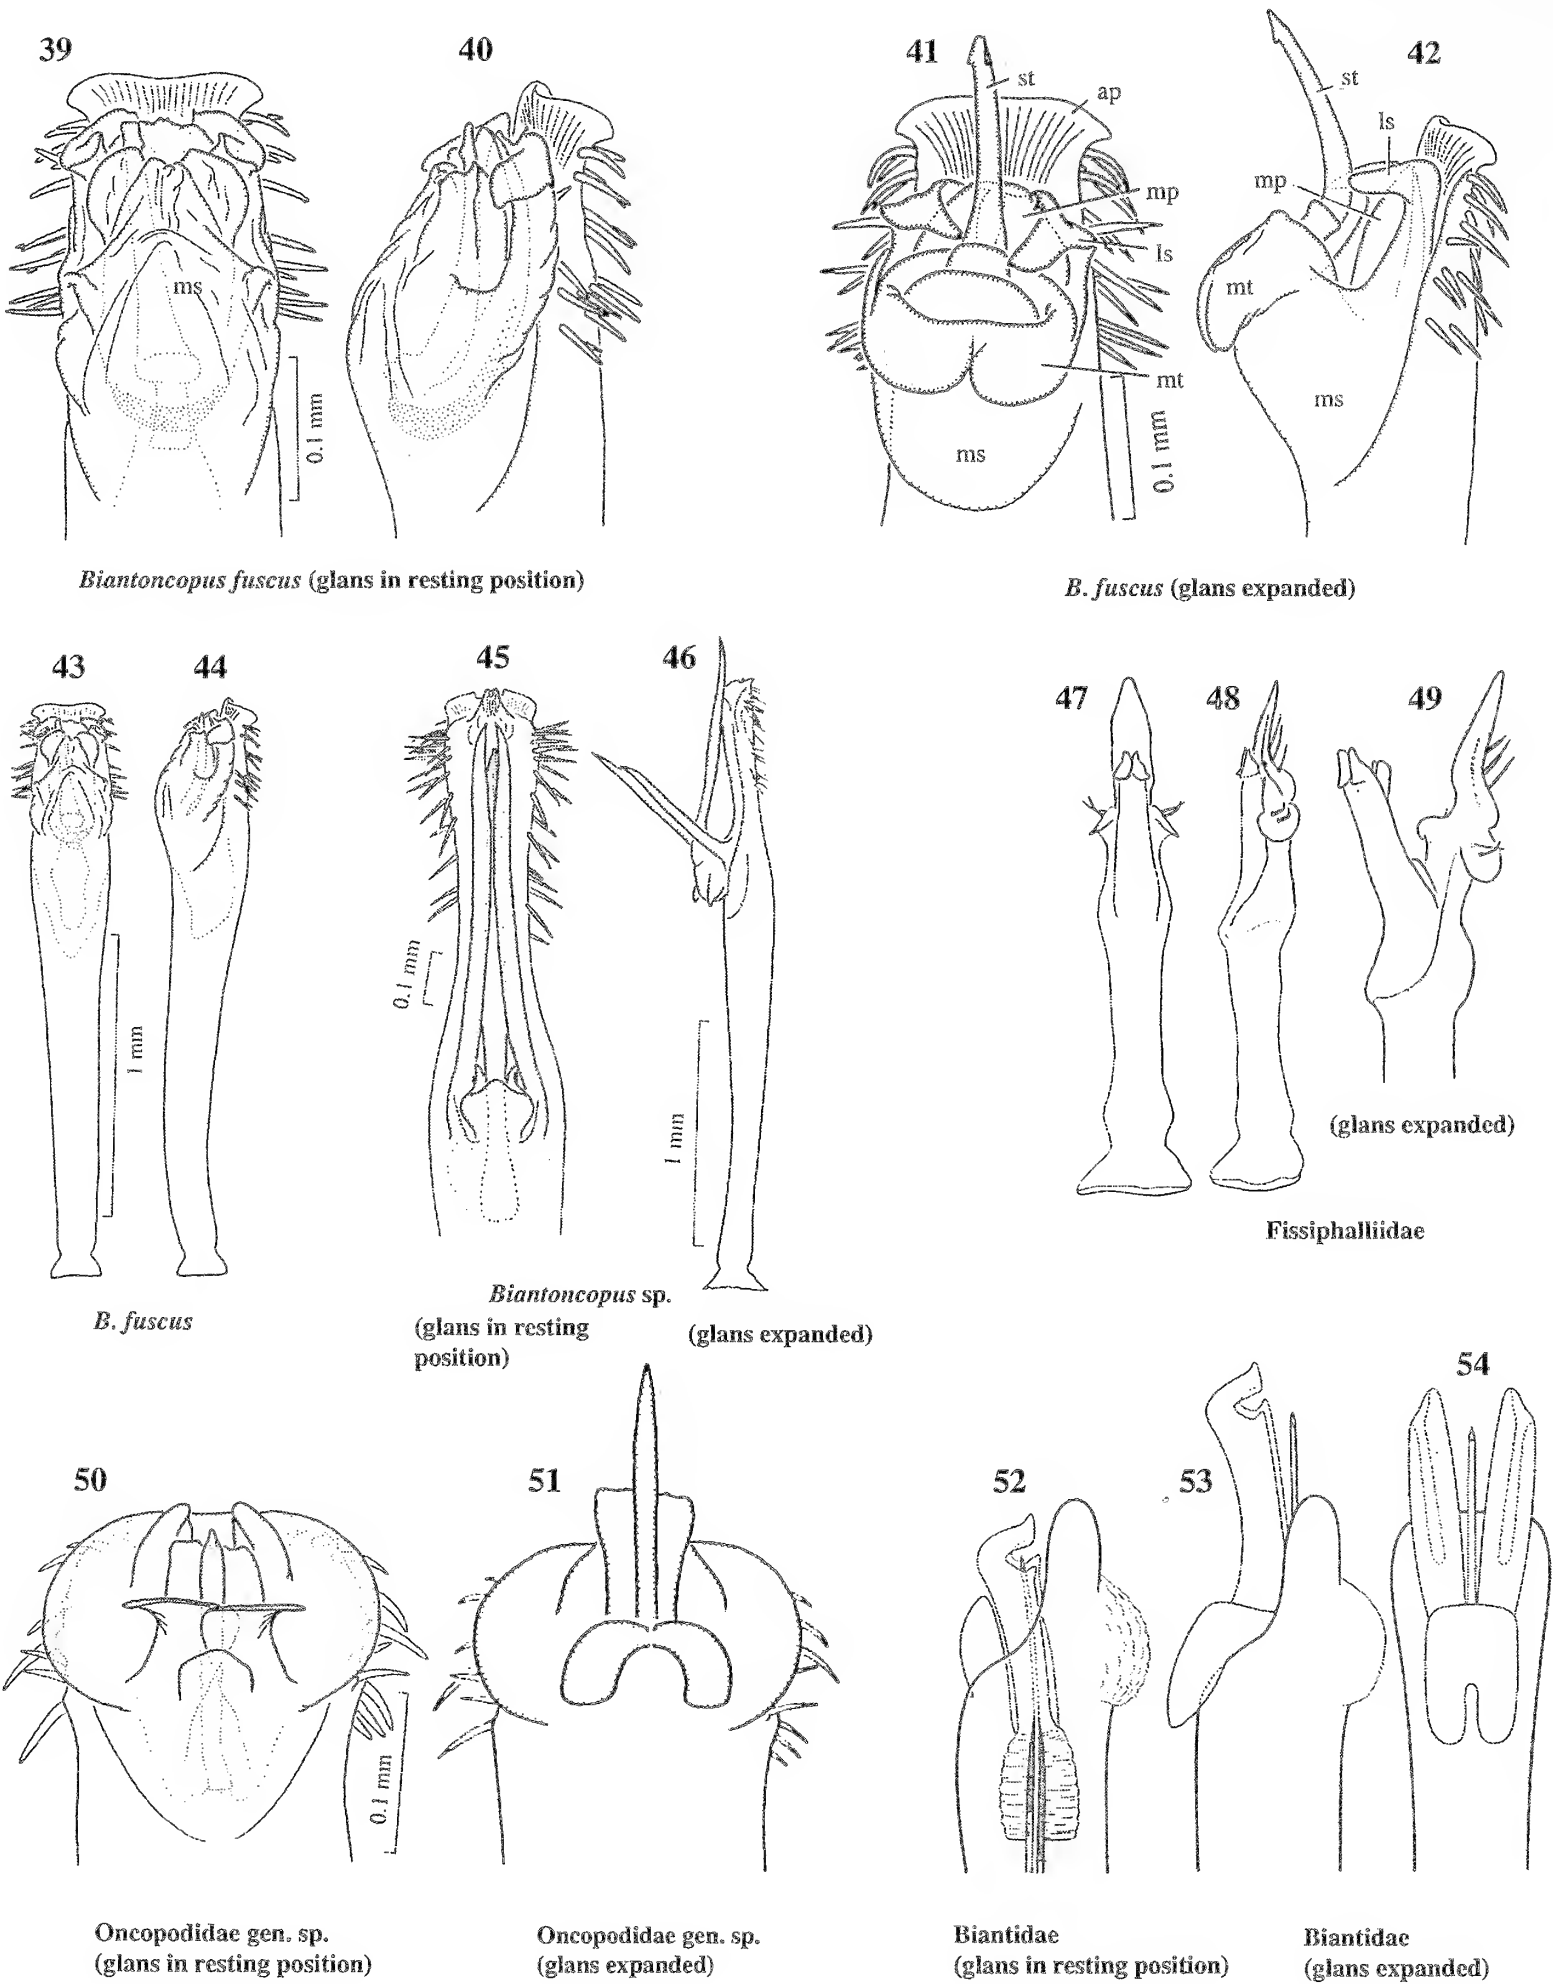 39
40
41
42
st
ap
mp
ls
mt
ms
st
ls
mp
mt
ms
ms
0.1 mm
0.1 mm
Biantoncopus fuscus (glans in resting position)
B. fuscus (glans expanded)
43
44
45
46
47
48
49
0.1 mm
1 mm
1 mm
(glans expanded)
Fissiphalliidae
B. fuscus
Biantoncopus sp.
(glans in resting
position)
(glans expanded)
50
51
52
53
54
0.1 mm
Oncopodidae gen. sp.
(glans in resting position)
Oncopodidae gen. sp.
(glans expanded)
Biantidae
(glans in resting position)
Biantidae
(glans expanded)